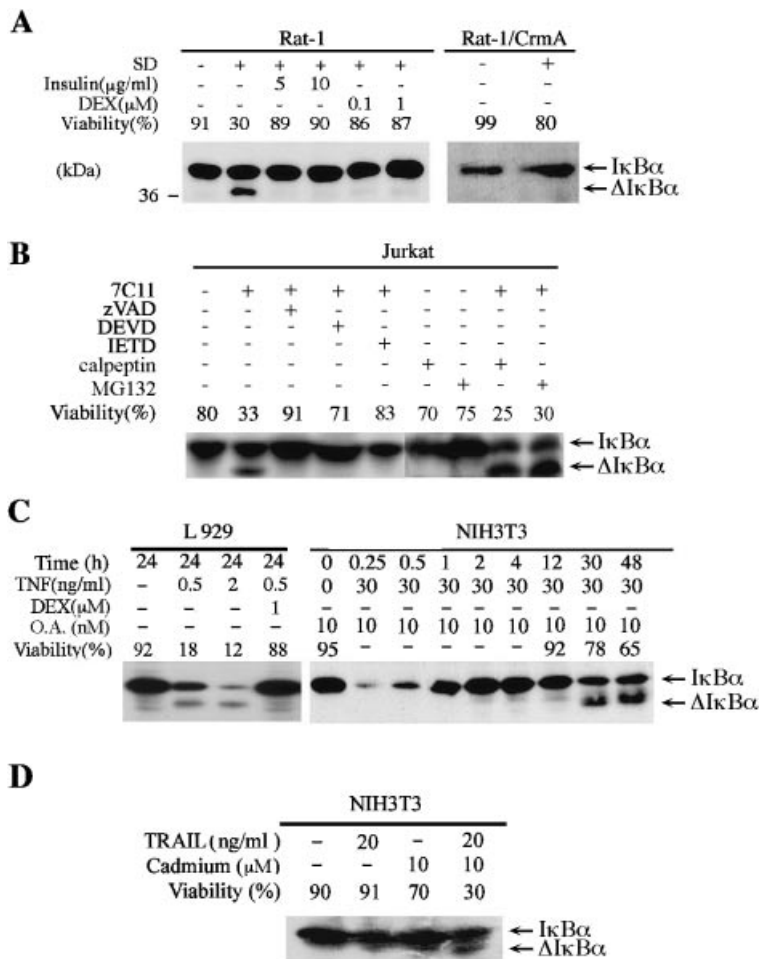 A
Rat-1 Rat-1/CrmA
SD - + + + + + - +
Insulin(μg/ml) - - 5 10 - - - -
DEX(μM) - - - - 0.1 1 - -
Viability(%) 91 30 89 90 86 87 99 80
(kDa) ← IκBα
36 – ← ΔIκBα
B
Jurkat
7C11 - + + + + - - + +
zVAD - - + - - - - - -
DEVD - - - + - - - - -
IETD - - - - + - - - -
calpeptin - - - - - + - + -
MG132 - - - - - - + - +
Viability(%) 80 33 91 71 83 70 75 25 30
← IκBα
← ΔIκBα
C
L 929 NIH3T3
Time (h) 24 24 24 24 0 0.25 0.5 1 2 4 12 30 48
TNF(ng/ml) – 0.5 2 0.5 0 30 30 30 30 30 30 30 30
DEX(μM) – – – 1 – – – – – – – – –
O.A. (nM) – – – – 10 10 10 10 10 10 10 10 10
Viability(%) 92 18 12 88 95 – – – – – 92 78 65
← IκBα
← ΔIκBα
D
NIH3T3
TRAIL (ng/ml) – 20 – 20
Cadmium (μM) – – 10 10
Viability (%) 90 91 70 30
← IκBα
← ΔIκBα